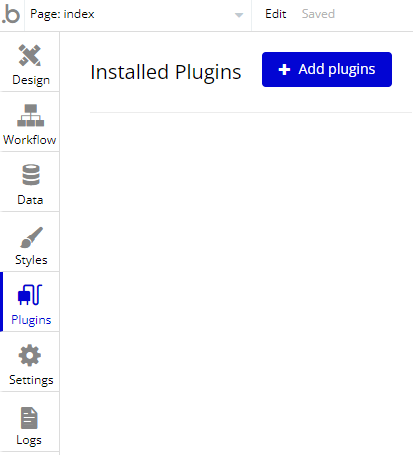 .b Page: index Edit Saved
Installed Plugins + Add plugins
Design
Workflow
Data
Styles
Plugins
Settings
Logs